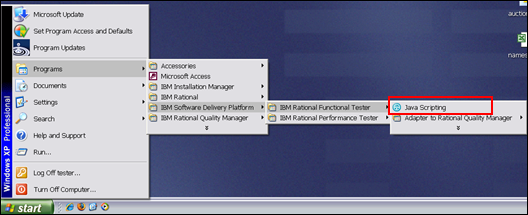 Microsoft Update
Set Program Access and Defaults
Program Updates
Programs
Documents
Settings
Search
Help and Support
Run...
Log Off tester...
Turn Off Computer...
Windows XP Professional
start
Accessories
Microsoft Access
IBM Installation Manager
IBM Rational
IBM Software Delivery Platform
IBM Rational Quality Manager
IBM Rational Functional Tester
IBM Rational Performance Tester
Java Scripting
Adapter to Rational Quality Manager
auction
names